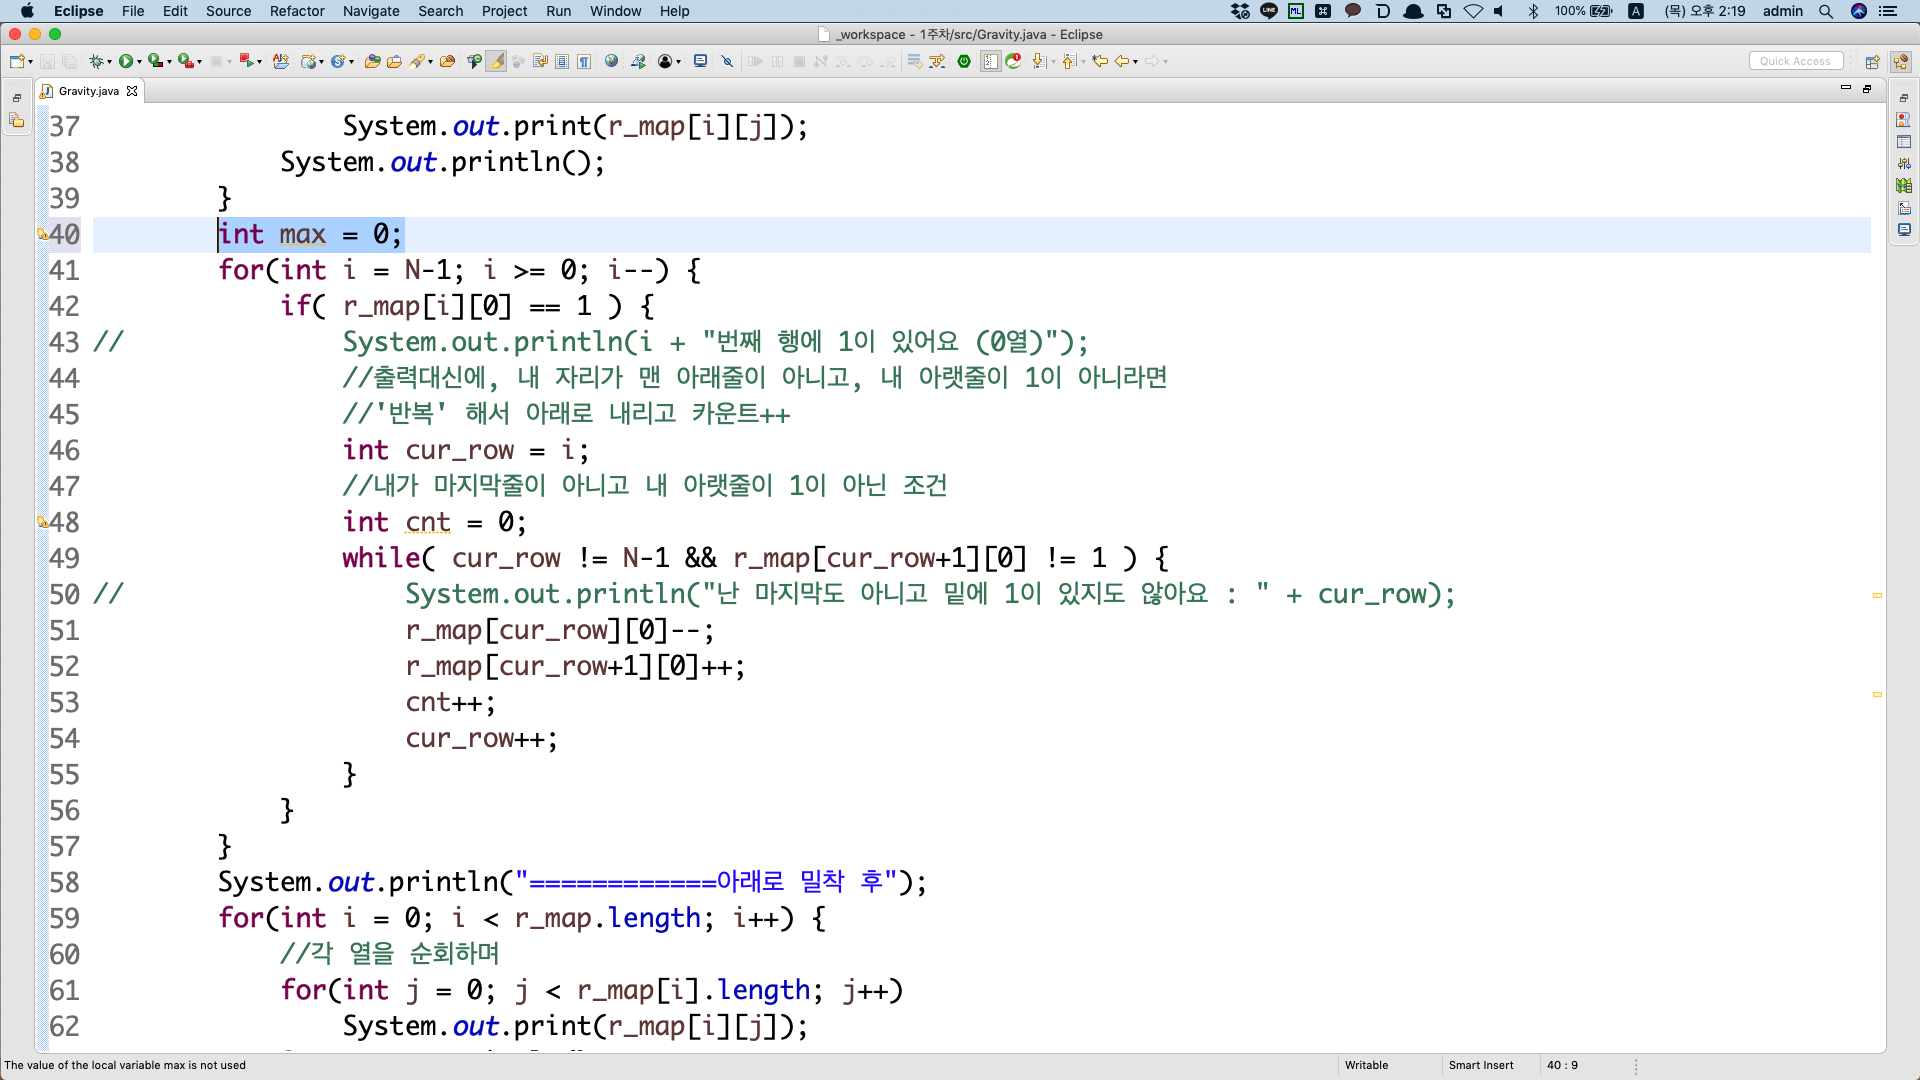 Eclipse File Edit Source Refactor Navigate Search Project Run Window Help 100% A (목) 오후 2:19 admin
_workspace - 1주차/src/Gravity.java - Eclipse
Quick Access
Gravity.java
37 System.out.print(r_map[i][j]);
38 System.out.println();
39 }
40 int max = 0;
41 for(int i = N-1; i >= 0; i--) {
42 if( r_map[i][0] == 1 ) {
43 // System.out.println(i + "번째 행에 1이 있어요 (0열)");
44 //출력대신에, 내 자리가 맨 아래줄이 아니고, 내 아랫줄이 1이 아니라면
45 //'반복' 해서 아래로 내리고 카운트++
46 int cur_row = i;
47 //내가 마지막줄이 아니고 내 아랫줄이 1이 아닌 조건
48 int cnt = 0;
49 while( cur_row != N-1 && r_map[cur_row+1][0] != 1 ) {
50 // System.out.println("난 마지막도 아니고 밑에 1이 있지도 않아요 : " + cur_row);
51 r_map[cur_row][0]--;
52 r_map[cur_row+1][0]++;
53 cnt++;
54 cur_row++;
55 }
56 }
57 }
58 System.out.println("============아래로 밀착 후");
59 for(int i = 0; i < r_map.length; i++) {
60 //각 열을 순회하며
61 for(int j = 0; j < r_map[i].length; j++)
62 System.out.print(r_map[i][j]);
The value of the local variable max is not used Writable Smart Insert 40 : 9